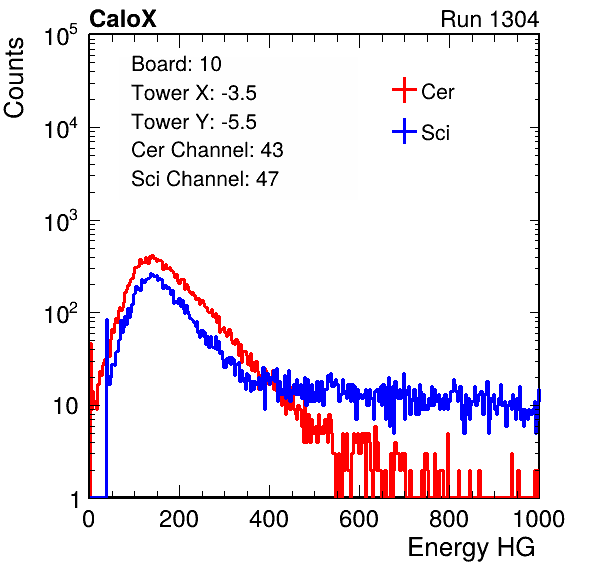 CaloX Run 1304
Counts
Board: 10
Tower X: -3.5
Tower Y: -5.5
Cer Channel: 43
Sci Channel: 47
Cer
Sci
10^5
10^4
10^3
10^2
10
1
0 200 400 600 800 1000
Energy HG